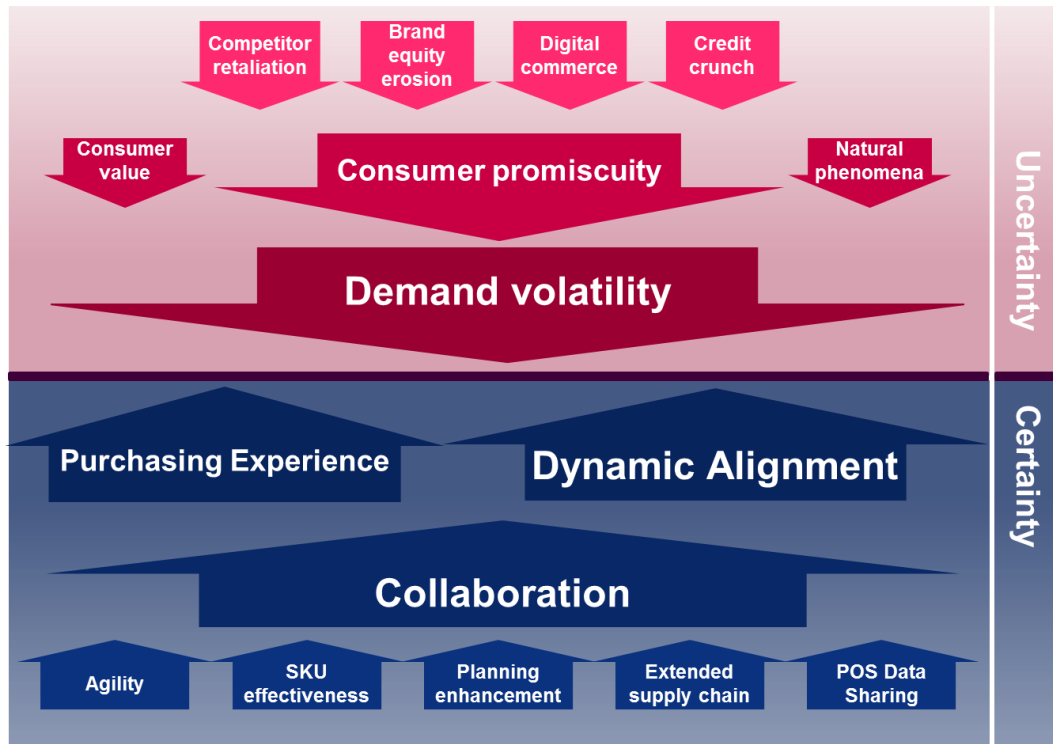 Competitor
retaliation
Brand
equity
erosion
Digital
commerce
Credit
crunch
Consumer
value
Consumer promiscuity
Natural
phenomena
Demand volatility
Uncertainty
Purchasing Experience
Dynamic Alignment
Certainty
Collaboration
Agility
SKU
effectiveness
Planning
enhancement
Extended
supply chain
POS Data
Sharing